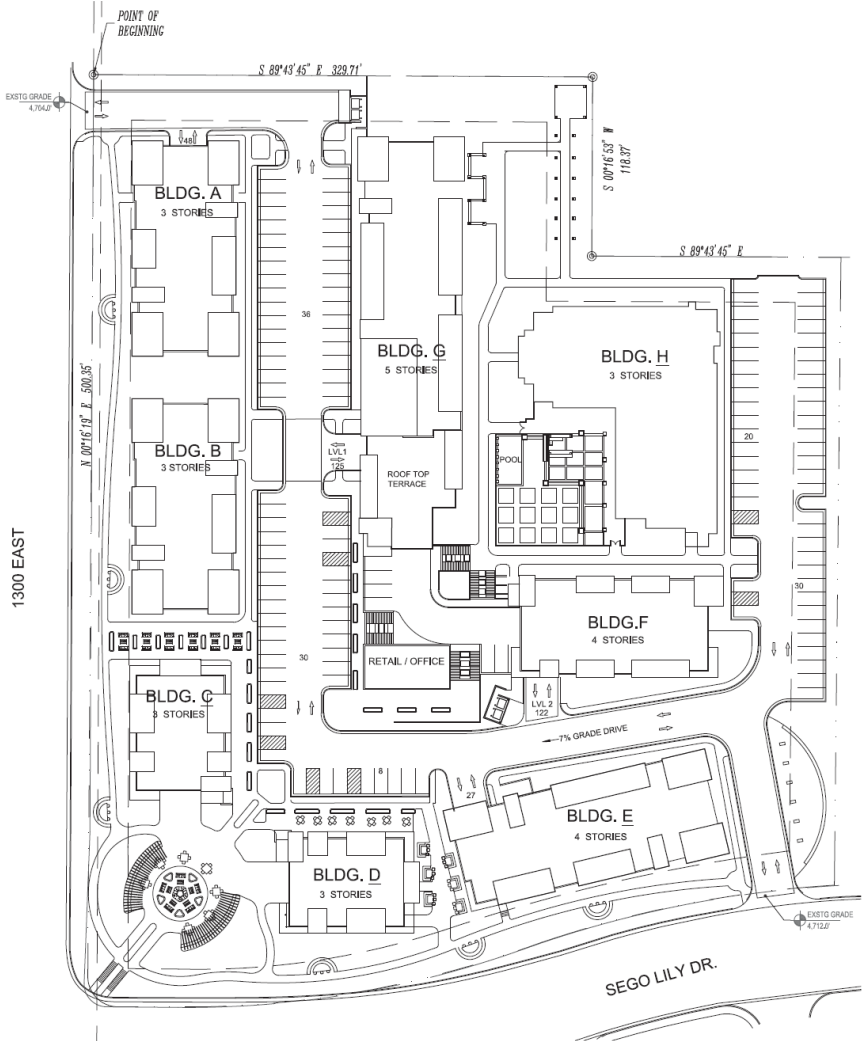 POINT OF
BEGINNING
S 89°43'45" E 329.71'
EXSTG GRADE
4,764.0'
48
S 00°16'53" W
118.37'
BLDG. A
3 STORIES
S 89°43'45" E
36
BLDG. G
5 STORIES
BLDG. H
3 STORIES
N 00°16'19" E 500.35'
BLDG. B
3 STORIES
LVL1
125
ROOF TOP
TERRACE
POOL
20
1300 EAST
30
BLDG.F
4 STORIES
30
RETAIL / OFFICE
BLDG. C
3 STORIES
LVL 2
122
7% GRADE DRIVE
8
27
BLDG. E
4 STORIES
BLDG. D
3 STORIES
EXSTG GRADE
4,712.0'
SEGO LILY DR.